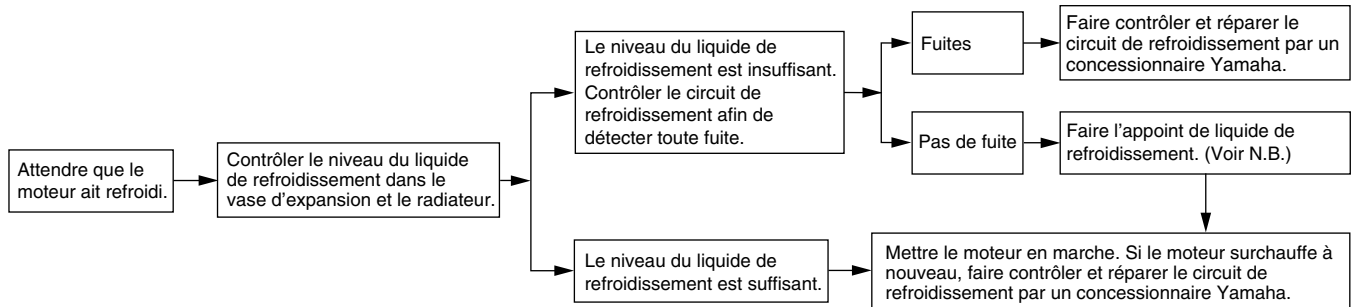 Attendre que le
moteur ait refroidi.
Contrôler le niveau du liquide
de refroidissement dans le
vase d'expansion et le radiateur.
Le niveau du liquide de
refroidissement est insuffisant.
Contrôler le circuit de
refroidissement afin de
détecter toute fuite.
Fuites
Faire contrôler et réparer le
circuit de refroidissement par un
concessionnaire Yamaha.
Pas de fuite
Faire l'appoint de liquide de
refroidissement. (Voir N.B.)
Le niveau du liquide de
refroidissement est suffisant.
Mettre le moteur en marche. Si le moteur surchauffe à
nouveau, faire contrôler et réparer le circuit de
refroidissement par un concessionnaire Yamaha.